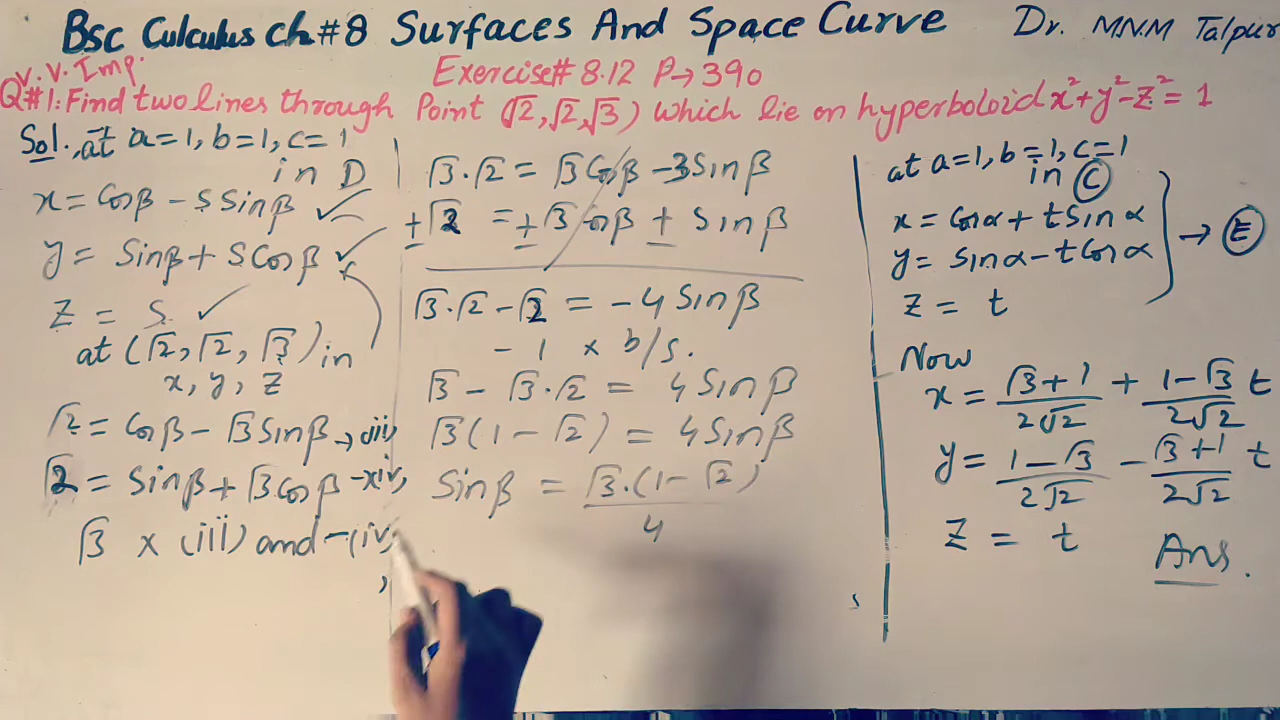 Bsc Culculus Ch#8 Surfaces And Space Curve Dr. M.N.M Talpur
V.V.Imp. Exercise# 8.12 P→390
Q#1: Find two lines through Point (√2,√2,√3) Which lie on hyperboloid x²+y²-z²=1
Sol. at a=1, b=1, c=1
in D
x = Cosβ - S Sinβ ✓
y = Sinβ + S Cosβ ✓
Z = S ✓
at (√2,√2,√3) in
x, y, z
√2 = Cosβ - √3 Sinβ → (iii)
√2 = Sinβ + √3 Cosβ → (iv)
√3 × (iii) and - (iv)
√3·√2 = √3 Cosβ - 3 Sinβ
±√2 = ±√3 Cosβ ± Sinβ
√3·√2 - √2 = -4 Sinβ
-1 × b/s.
√3 - √3·√2 = 4 Sinβ
√3(1-√2) = 4 Sinβ
Sinβ = √3·(1-√2)
4
at a=1, b=1, c=1
in (C)
x = Cosα + t Sinα
y = Sinα - t Cosα → (E)
Z = t
Now
x = √3+1/2√2 + 1-√3/2√2 t
y = 1-√3/2√2 - √3+1/2√2 t
Z = t
Ans.